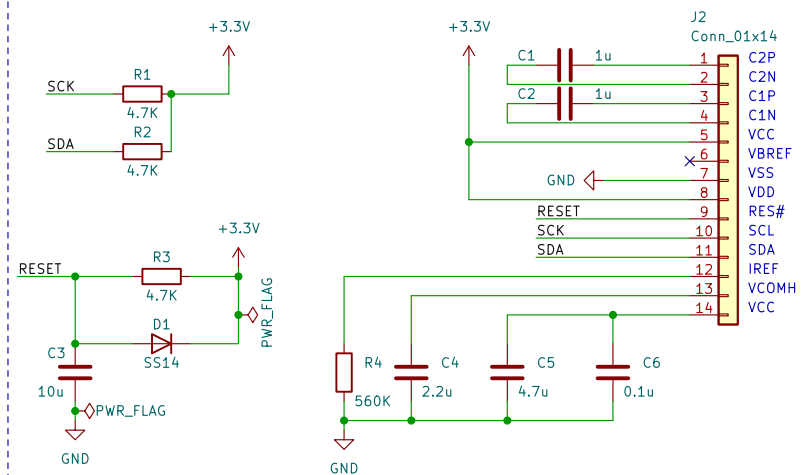 +3.3V
SCK
R1
4.7K
SDA
R2
4.7K
+3.3V
RESET
R3
4.7K
PWR_FLAG
D1
SS14
C3
10u
PWR_FLAG
GND
+3.3V
C1
1u
C2
1u
GND
RESET
SCK
SDA
J2
Conn_01x14
1 C2P
2 C2N
3 C1P
4 C1N
5 VCC
6 VBREF
7 VSS
8 VDD
9 RES#
10 SCL
11 SDA
12 IREF
13 VCOMH
14 VCC
R4
560K
C4
2.2u
C5
4.7u
C6
0.1u
GND